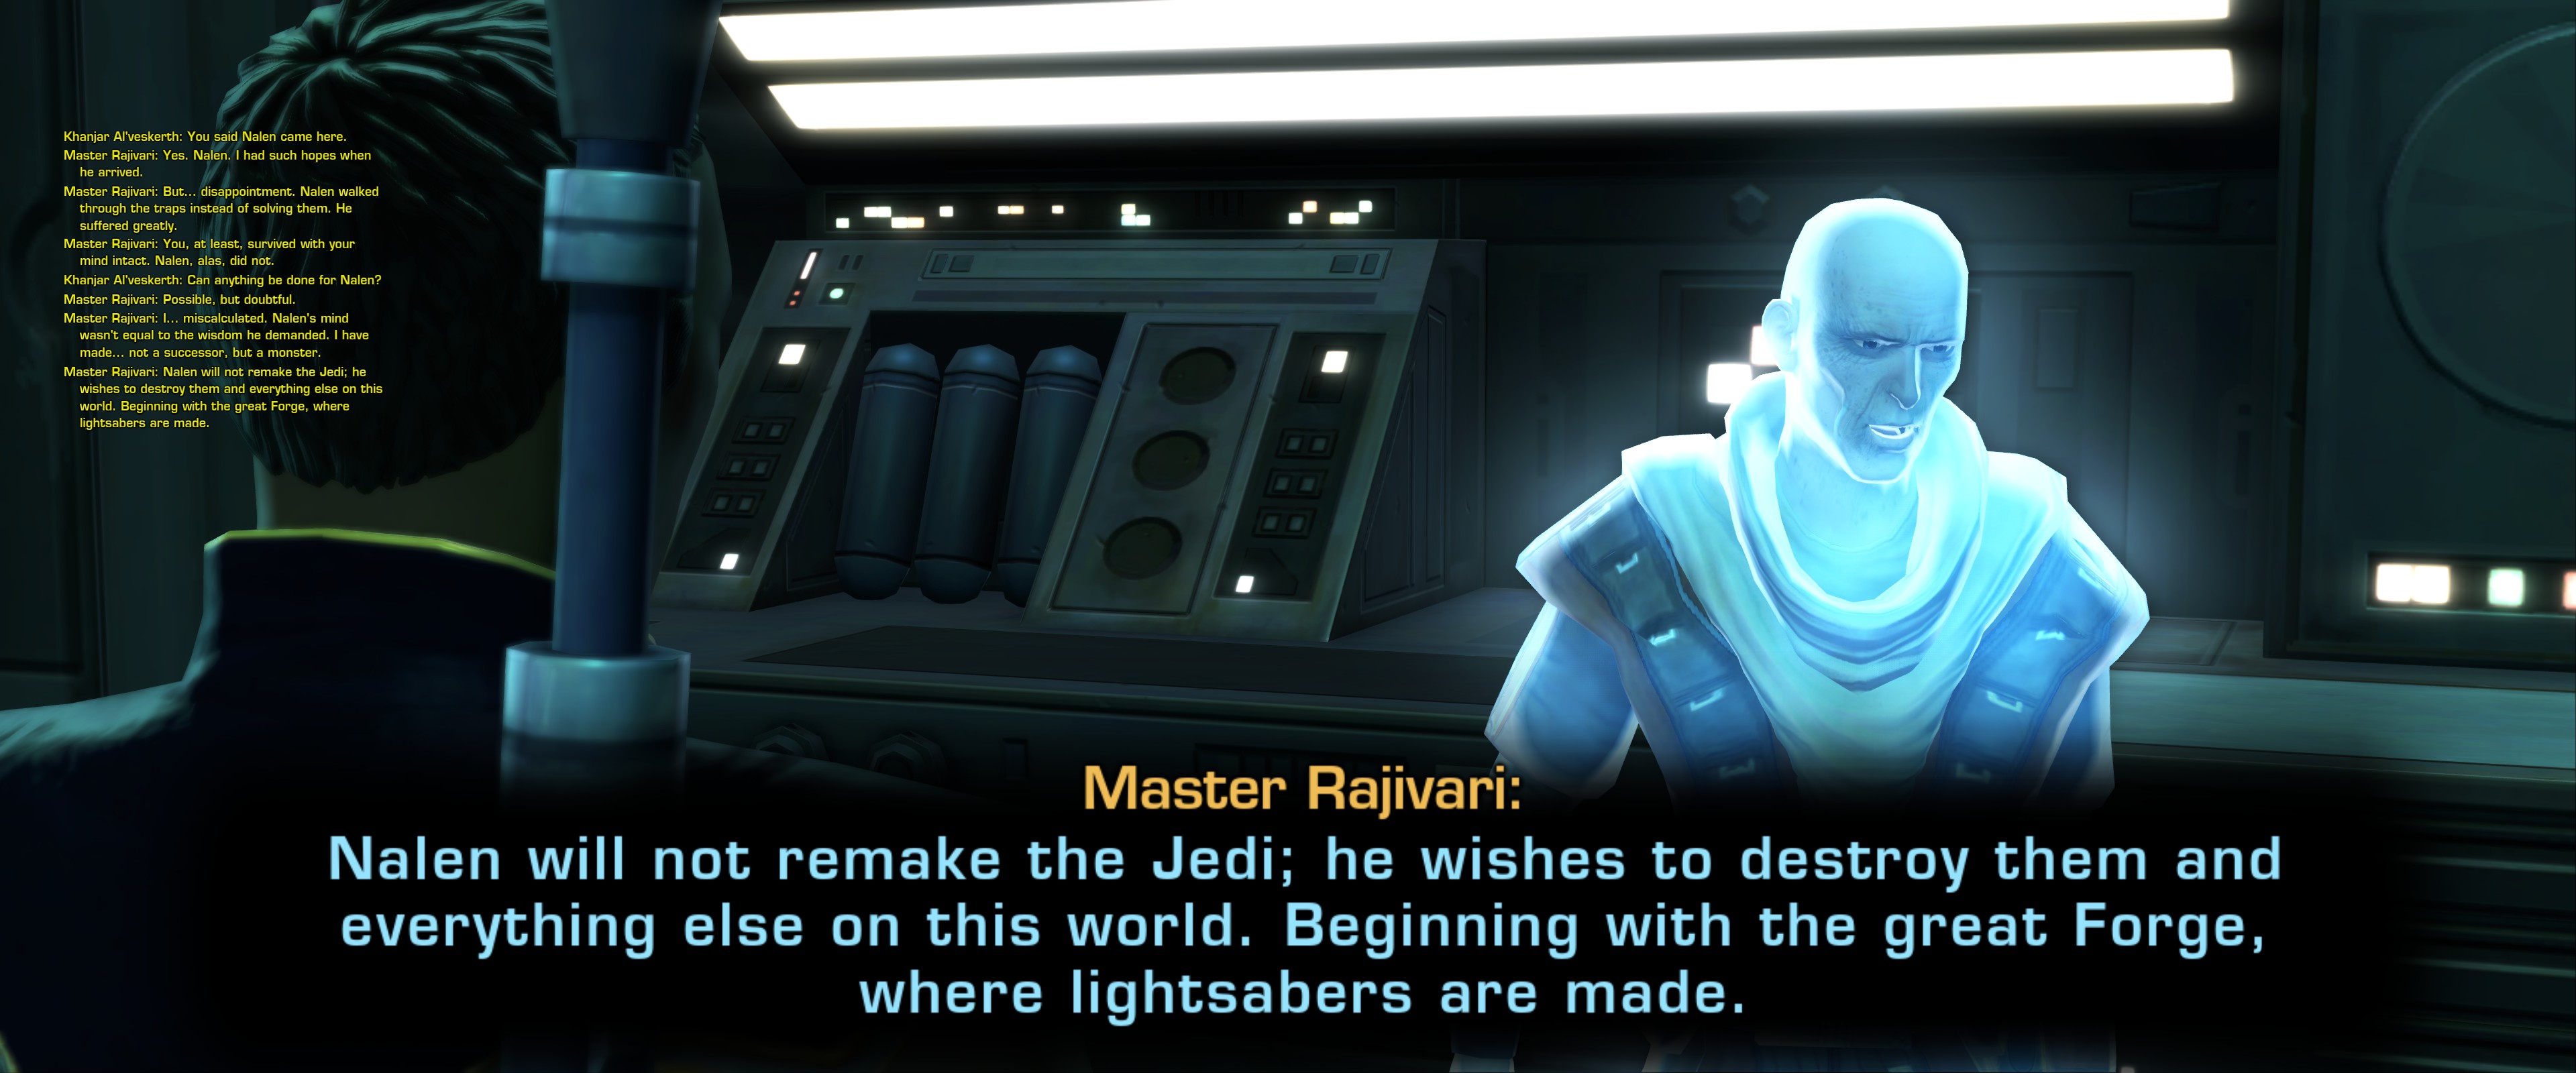 Khanjar Al'veskerth: You said Nalen came here.
Master Rajivari: Yes. Nalen. I had such hopes when
he arrived.
Master Rajivari: But... disappointment. Nalen walked
through the traps instead of solving them. He
suffered greatly.
Master Rajivari: You, at least, survived with your
mind intact. Nalen, alas, did not.
Khanjar Al'veskerth: Can anything be done for Nalen?
Master Rajivari: Possible, but doubtful.
Master Rajivari: I... miscalculated. Nalen's mind
wasn't equal to the wisdom he demanded. I have
made... not a successor, but a monster.
Master Rajivari: Nalen will not remake the Jedi; he
wishes to destroy them and everything else on this
world. Beginning with the great Forge, where
lightsabers are made.
Master Rajivari:
Nalen will not remake the Jedi; he wishes to destroy them and
everything else on this world. Beginning with the great Forge,
where lightsabers are made.